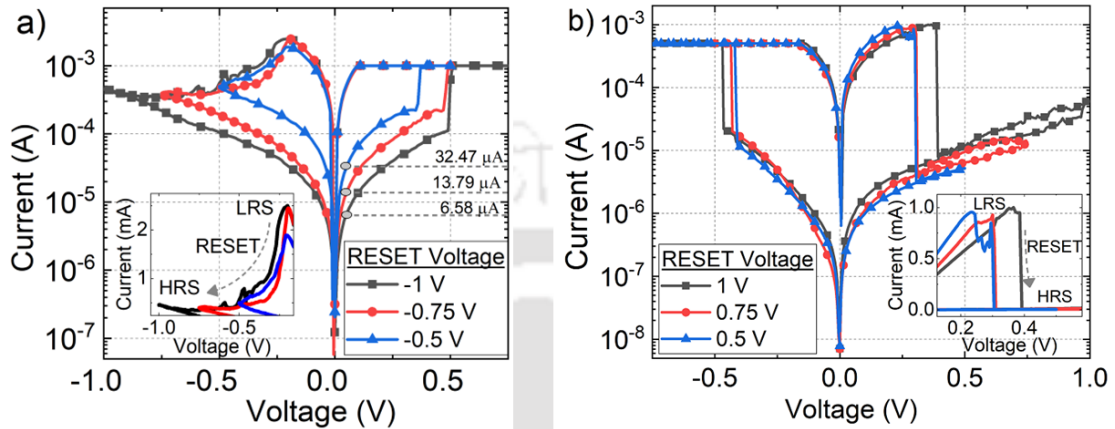 a)
Current (A)
10⁻³
10⁻⁴
10⁻⁵
10⁻⁶
10⁻⁷
32.47 µA
13.79 µA
6.58 µA
Current (mA)
2
1
LRS
RESET
HRS
-1.0
-0.5
Voltage (V)
RESET Voltage
-1 V
-0.75 V
-0.5 V
-1.0
-0.5
0.0
0.5
Voltage (V)
b)
Current (A)
10⁻³
10⁻⁴
10⁻⁵
10⁻⁶
10⁻⁷
10⁻⁸
RESET Voltage
1 V
0.75 V
0.5 V
Current (mA)
1.0
0.5
0.0
LRS
RESET
HRS
0.2
0.4
Voltage (V)
-0.5
0.0
0.5
1.0
Voltage (V)